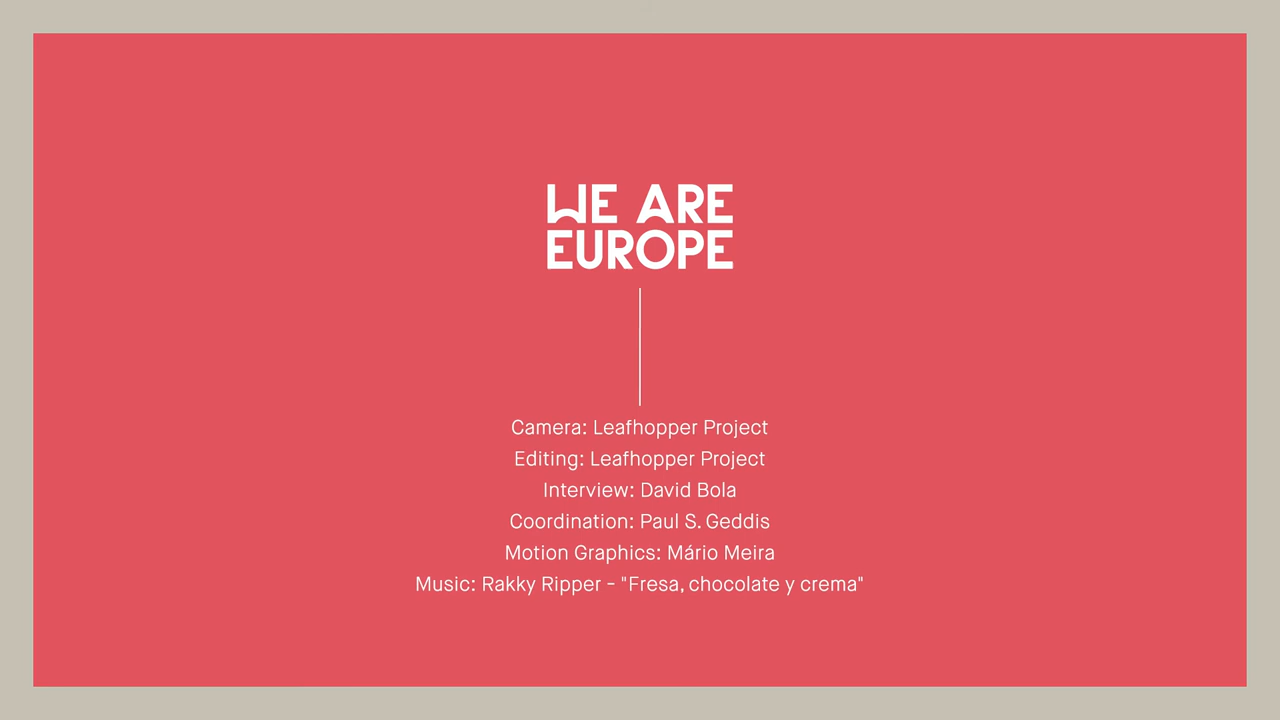 WE ARE
EUROPE
Camera: Leafhopper Project
Editing: Leafhopper Project
Interview: David Bola
Coordination: Paul S. Geddis
Motion Graphics: Mário Meira
Music: Rakky Ripper - "Fresa, chocolate y crema"